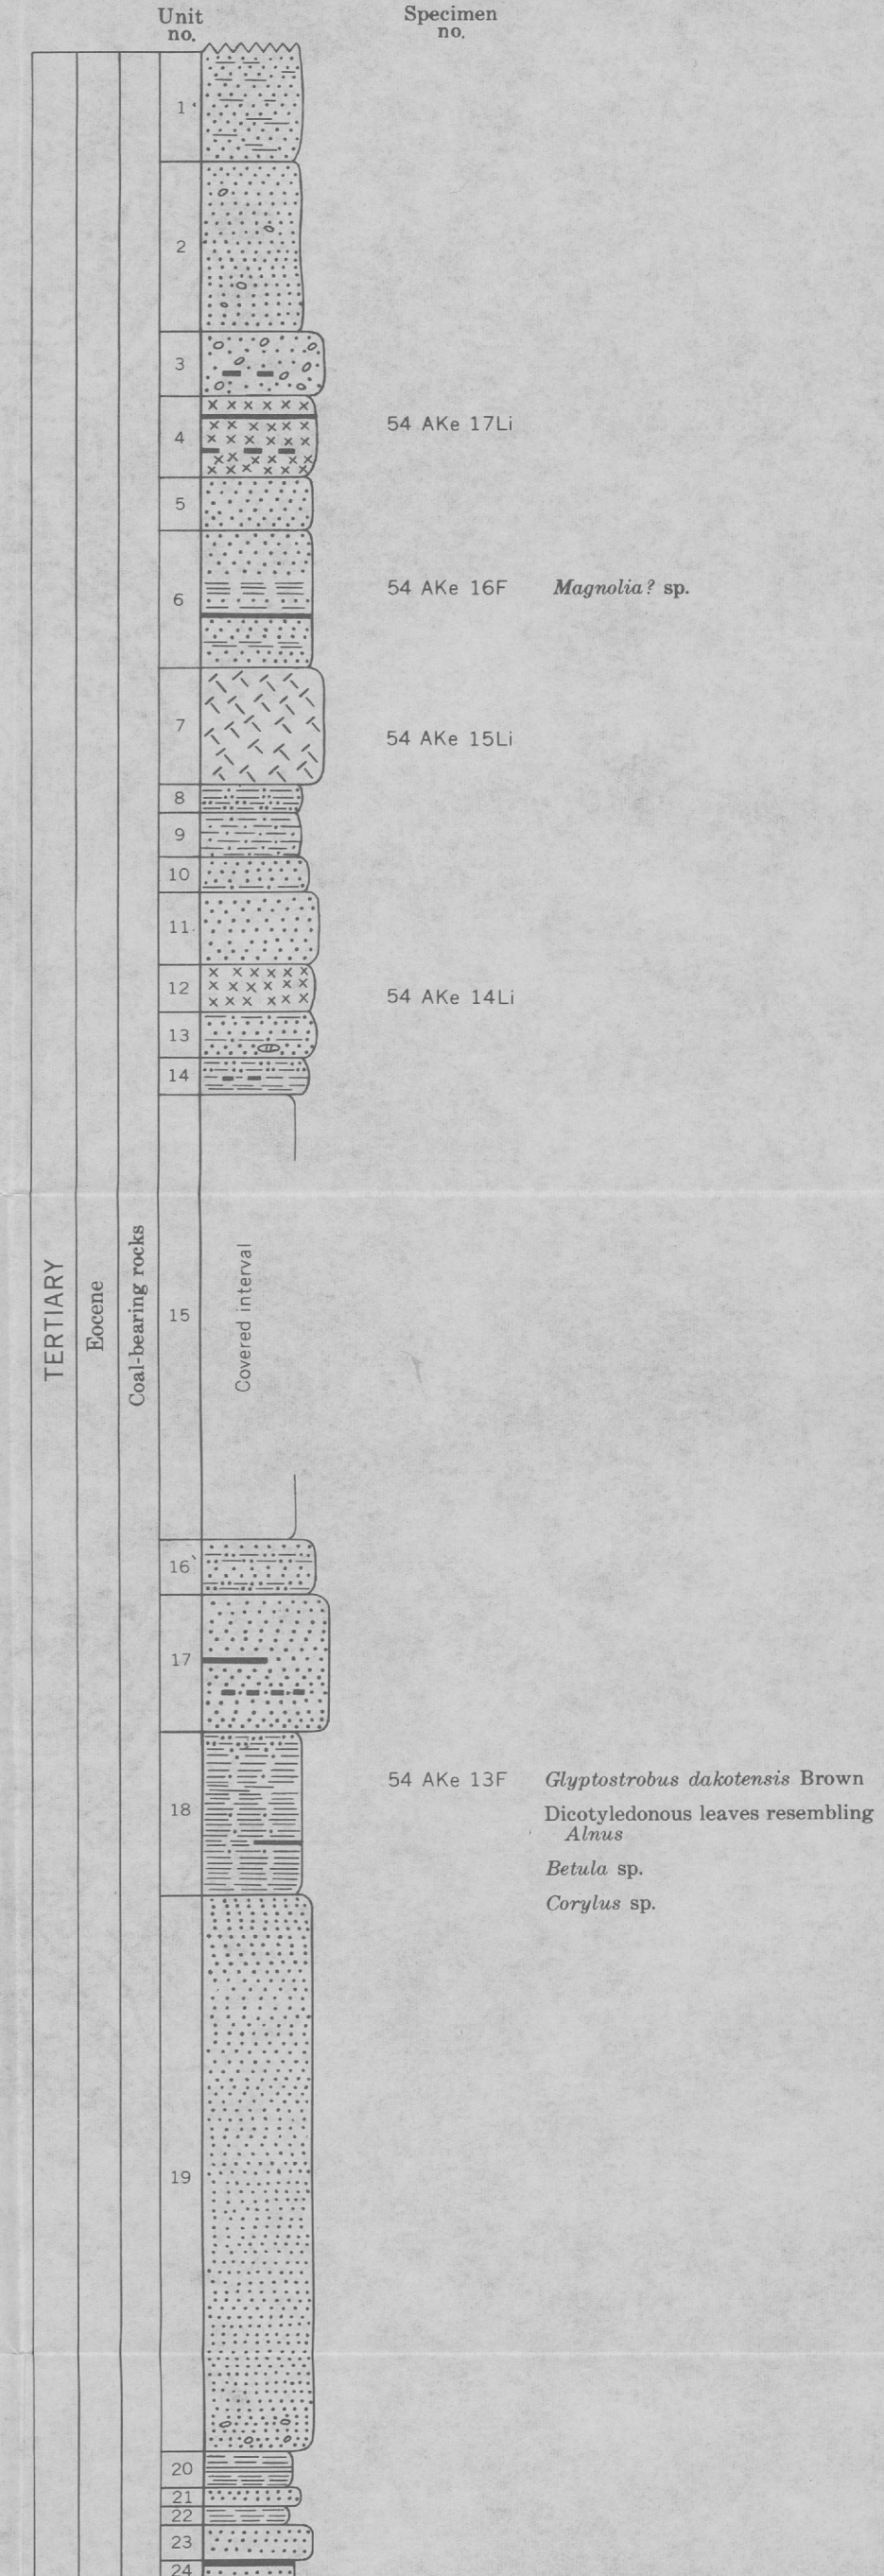 Unit
no.
Specimen
no.
1
2
3
4
54 AKe 17Li
5
6
54 AKe 16F Magnolia? sp.
7
54 AKe 15Li
8
9
10
11
12
54 AKe 14Li
13
14
TERTIARY
Eocene
Coal-bearing rocks
15
Covered interval
16
17
18
54 AKe 13F Glyptostrobus dakotensis Brown
Dicotyledonous leaves resembling
Alnus
Betula sp.
Corylus sp.
19
20
21
22
23
24